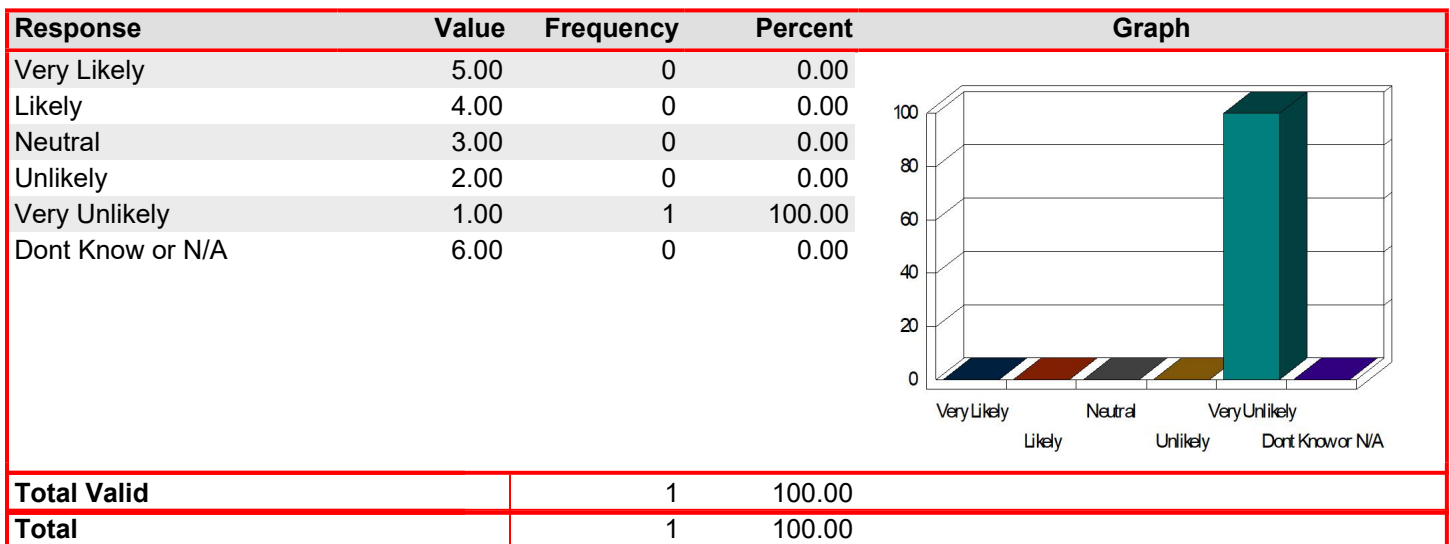 Response Value Frequency Percent Graph
Very Likely 5.00 0 0.00
Likely 4.00 0 0.00
Neutral 3.00 0 0.00
Unlikely 2.00 0 0.00
Very Unlikely 1.00 1 100.00
Dont Know or N/A 6.00 0 0.00
100
80
60
40
20
0
Very Likely Neutral Very Unlikely
Likely Unlikely Dont Know or N/A
Total Valid 1 100.00
Total 1 100.00